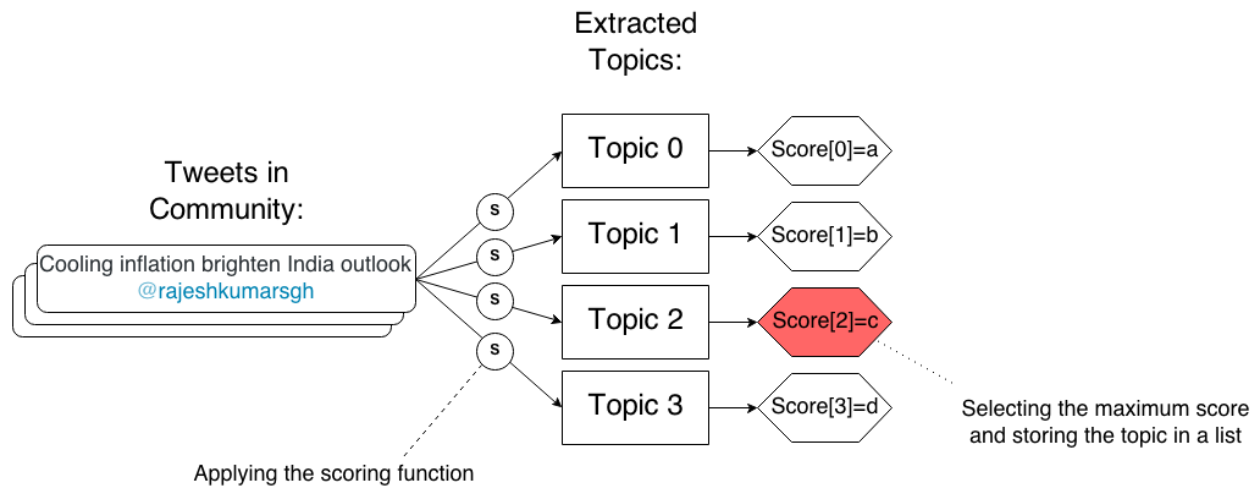 Extracted
Topics:
Tweets in
Community:
Cooling inflation brighten India outlook
@rajeshkumarsgh
S
S
S
S
Topic 0
Score[0]=a
Topic 1
Score[1]=b
Topic 2
Score[2]=c
Topic 3
Score[3]=d
Applying the scoring function
Selecting the maximum score
and storing the topic in a list